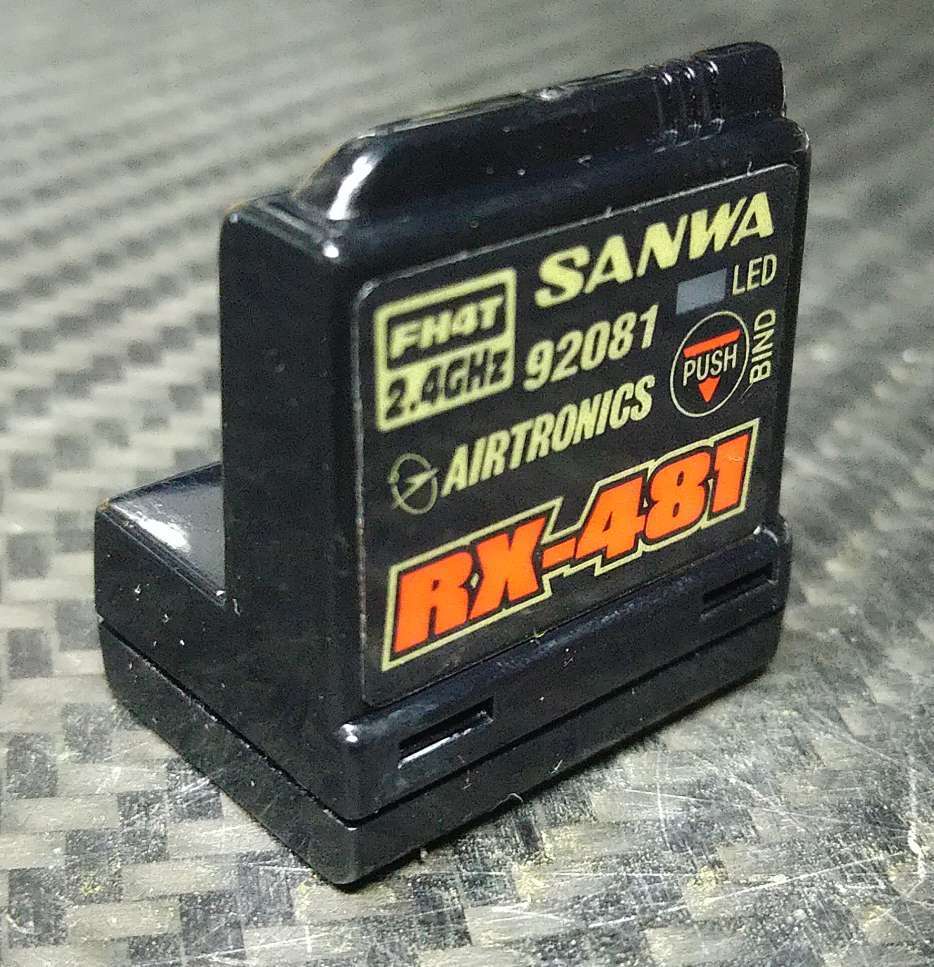 SANWA
FH4T
2.4GHz
92081
LED
PUSH
BIND
AIRTRONICS
RX-481